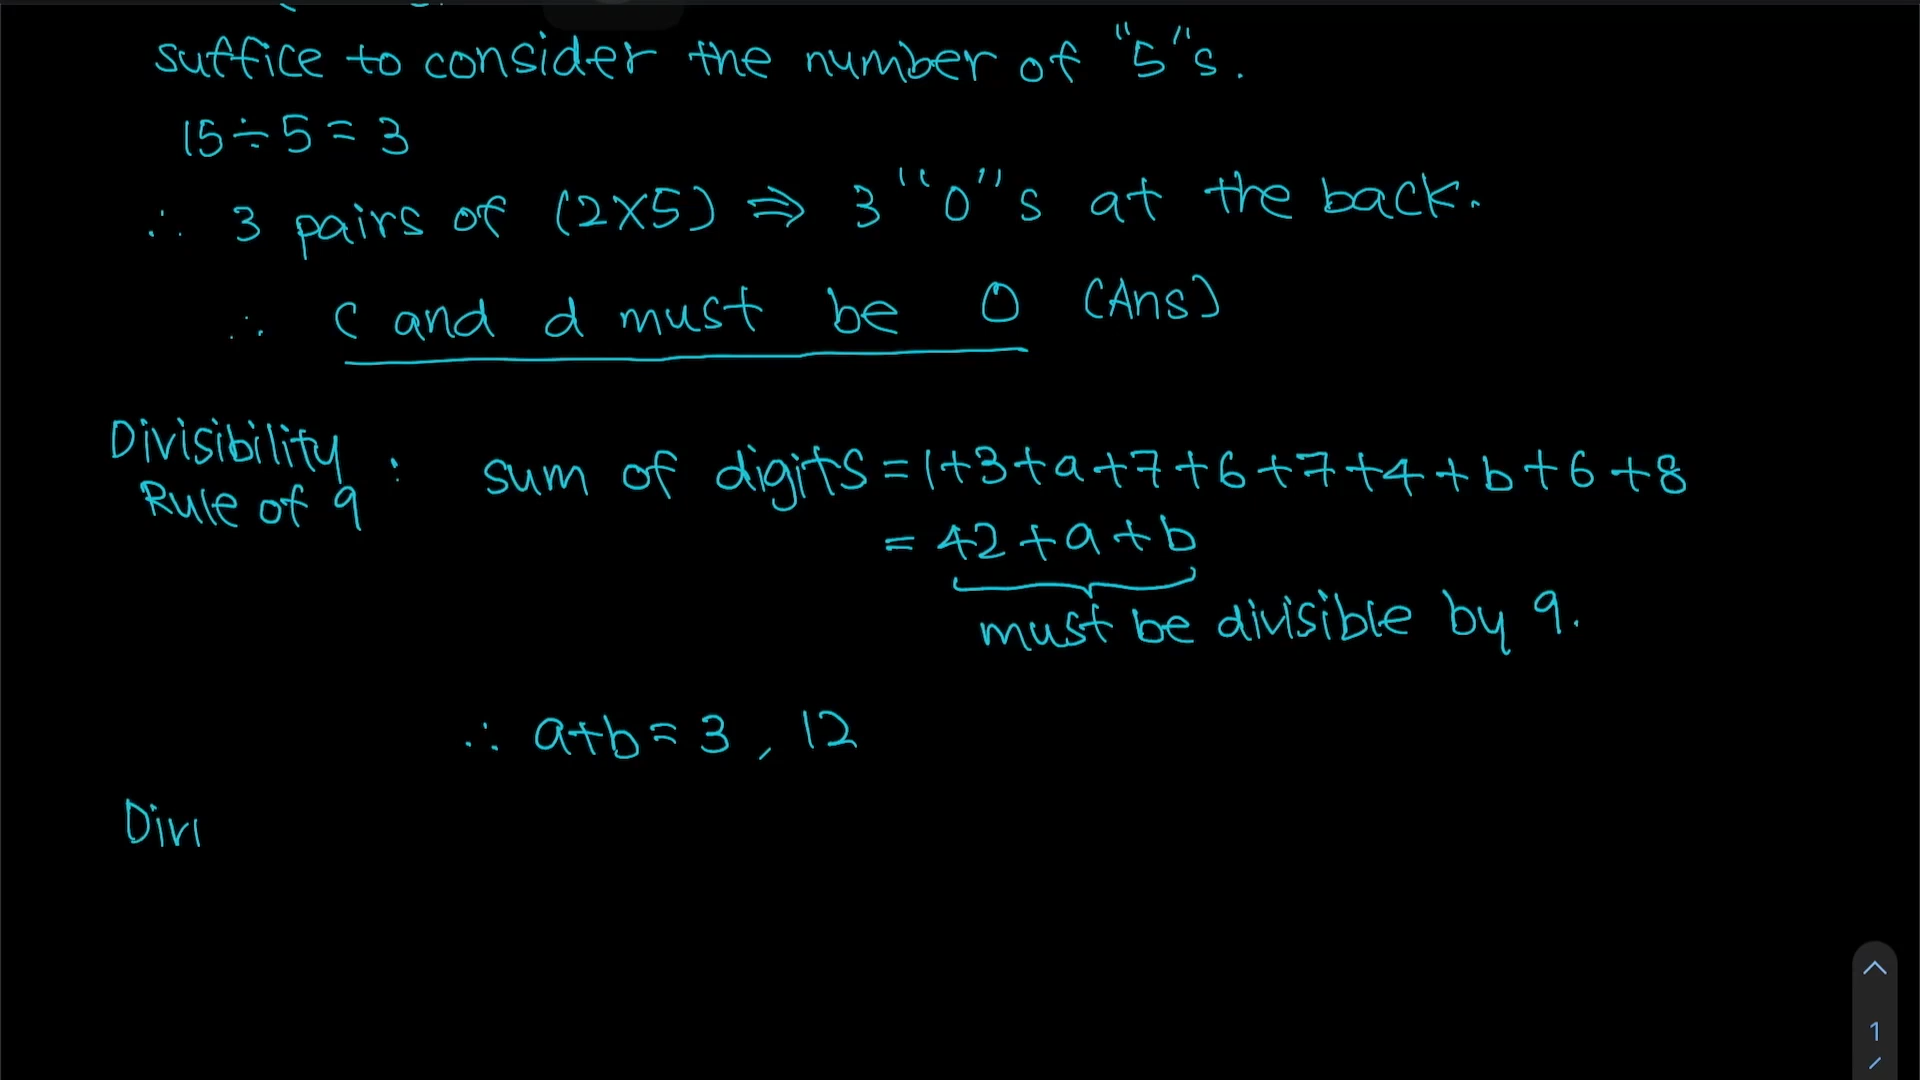 suffice to consider the number of "5"s.
15÷5=3
∴ 3 pairs of (2×5) ⇒ 3 "0"s at the back.
∴ c and d must be 0 (Ans)
Divisibility
Rule of 9 : sum of digits = 1+3+a+7+6+7+4+b+6+8
= 42+a+b
must be divisible by 9.
∴ a+b=3, 12
Divi
1